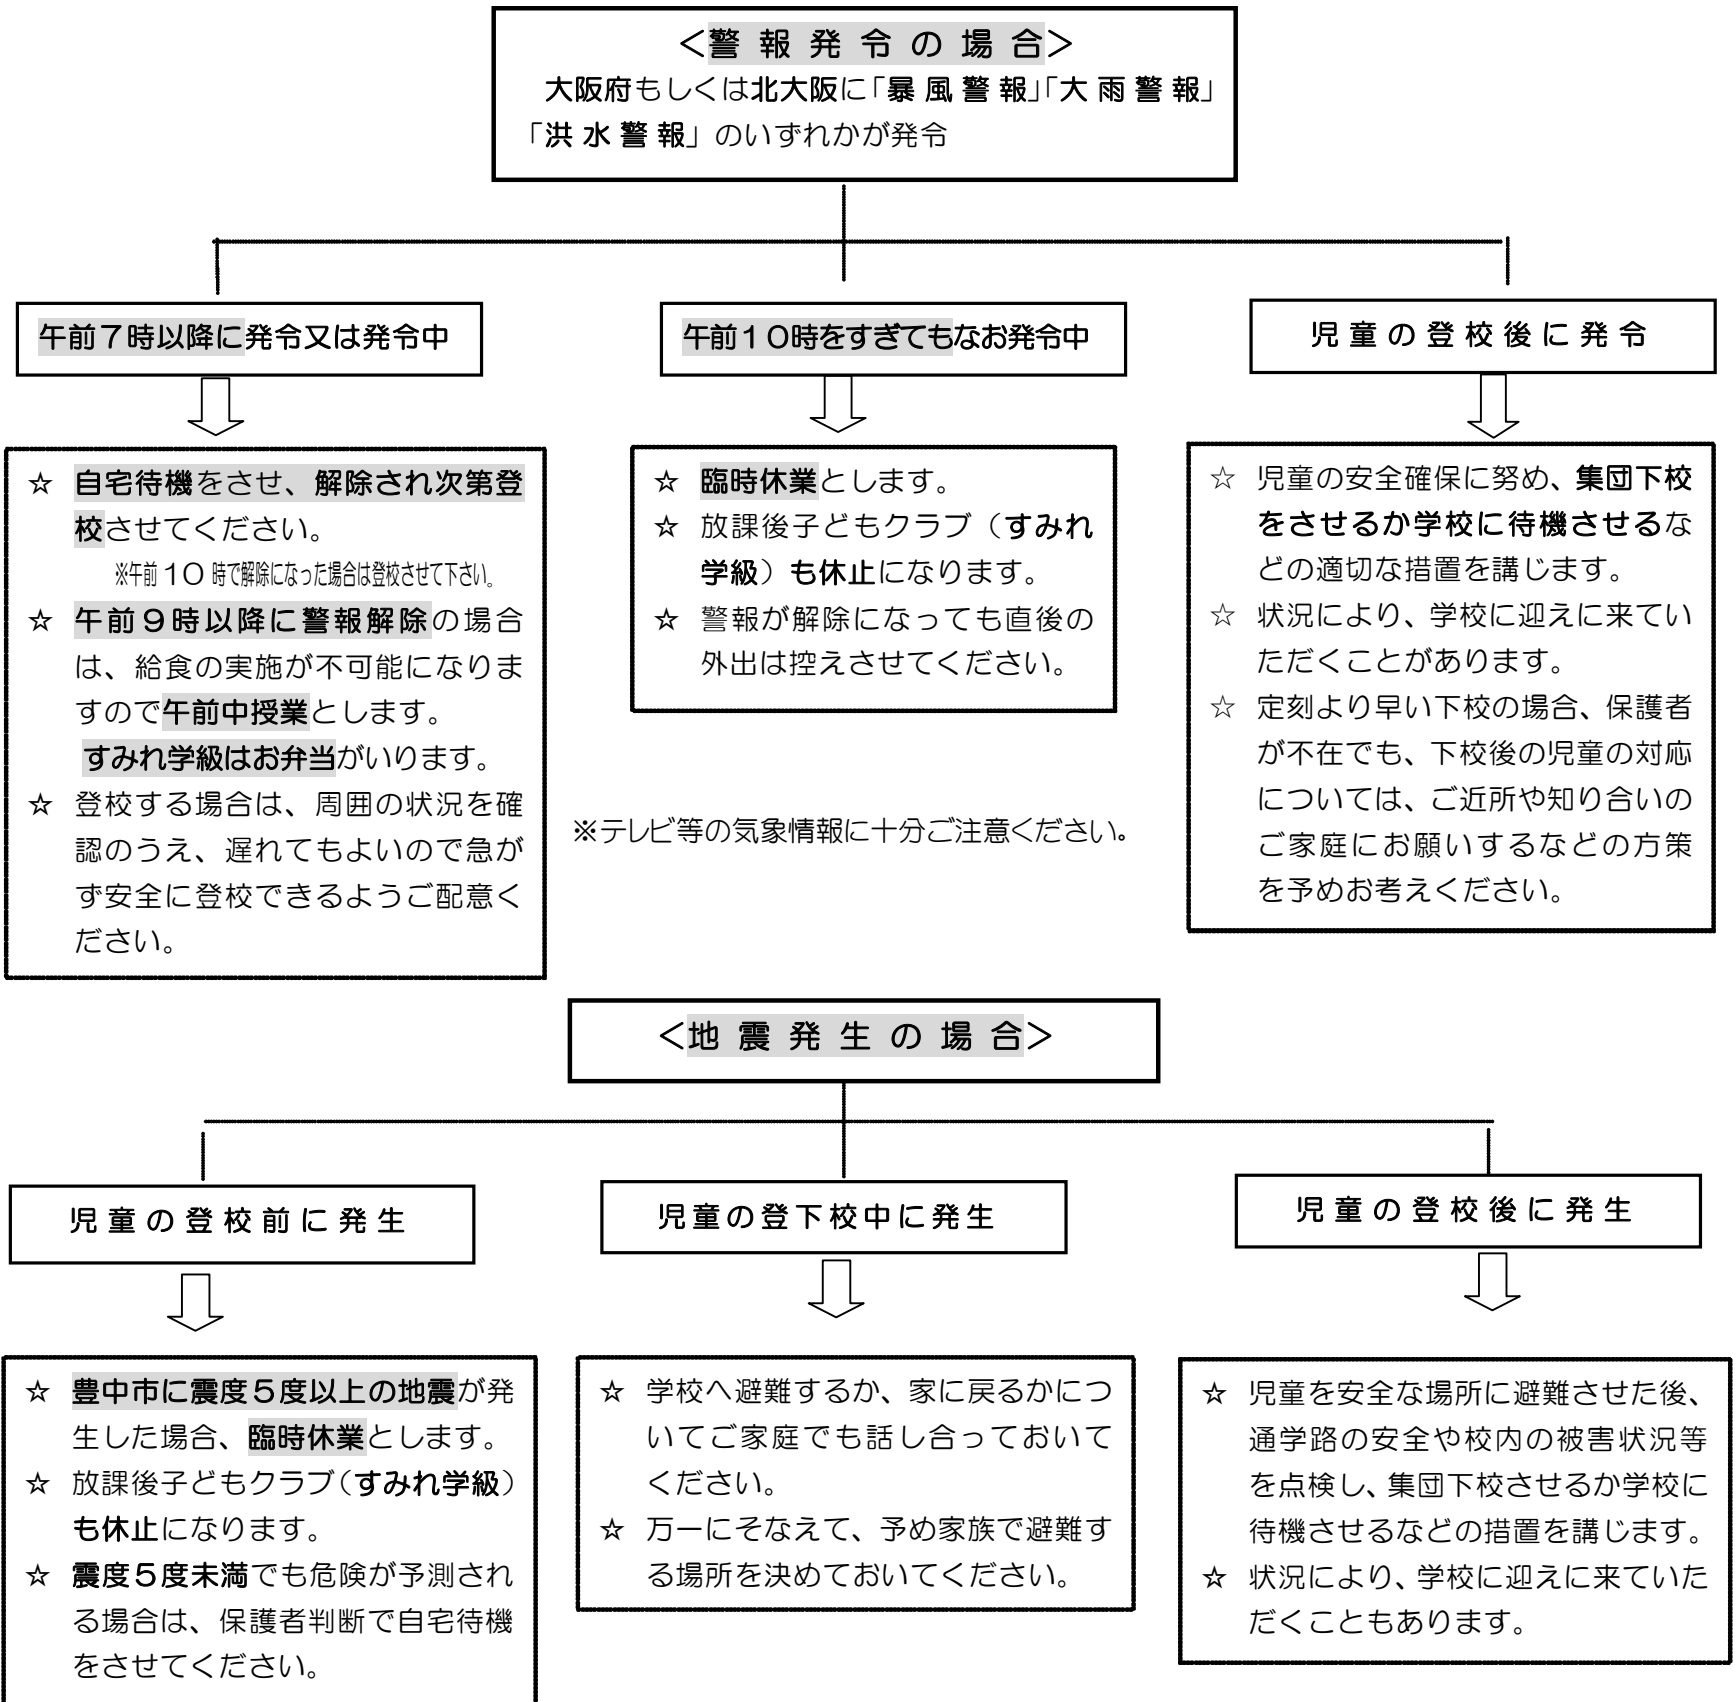 ＜警報発令の場合＞
大阪府もしくは北大阪に「暴風警報」「大雨警報」
「洪水警報」のいずれかが発令
午前７時以降に発令又は発令中
☆ 自宅待機をさせ、解除され次第登
校させてください。
※午前１０時で解除になった場合は登校させて下さい。
☆ 午前９時以降に警報解除の場合
は、給食の実施が不可能になりま
すので午前中授業とします。
すみれ学級はお弁当がいります。
☆ 登校する場合は、周囲の状況を確
認のうえ、遅れてもよいので急が
ず安全に登校できるようご配意く
ださい。
午前１０時をすぎてもなお発令中
☆ 臨時休業とします。
☆ 放課後子どもクラブ（すみれ
学級）も休止になります。
☆ 警報が解除になっても直後の
外出は控えさせてください。
※テレビ等の気象情報に十分ご注意ください。
児童の登校後に発令
☆ 児童の安全確保に努め、集団下校
をさせるか学校に待機させるな
どの適切な措置を講じます。
☆ 状況により、学校に迎えに来てい
ただくことがあります。
☆ 定刻より早い下校の場合、保護者
が不在でも、下校後の児童の対応
については、ご近所や知り合いの
ご家庭にお願いするなどの方策
を予めお考えください。
＜地震発生の場合＞
児童の登校前に発生
☆ 豊中市に震度５度以上の地震が発
生した場合、臨時休業とします。
☆ 放課後子どもクラブ（すみれ学級）
も休止になります。
☆ 震度５度未満でも危険が予測され
る場合は、保護者判断で自宅待機
をさせてください。
児童の登下校中に発生
☆ 学校へ避難するか、家に戻るかにつ
いてご家庭でも話し合っておいて
ください。
☆ 万一にそなえて、予め家族で避難す
る場所を決めておいてください。
児童の登校後に発生
☆ 児童を安全な場所に避難させた後、
通学路の安全や校内の被害状況等
を点検し、集団下校させるか学校に
待機させるなどの措置を講じます。
☆ 状況により、学校に迎えに来ていた
だくこともあります。